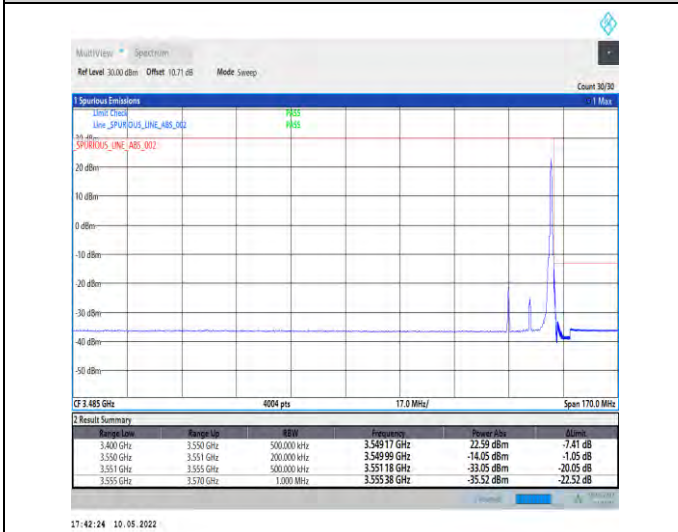 MultiView Spectrum
Ref Level 30.00 dBm Offset 10.71 dB Mode Sweep
Count 30/30
1 Spurious Emissions 1 Max
Limit Check PASS
Line _SPURIOUS_LINE_ABS_002 PASS
30 dBm
_SPURIOUS_LINE_ABS_002
20 dBm
10 dBm
0 dBm
-10 dBm
-20 dBm
-30 dBm
-40 dBm
-50 dBm
CF 3.485 GHz 4004 pts 17.0 MHz/ Span 170.0 MHz
2 Result Summary
Range Low Range Up RBW Frequency Power Abs ΔLimit
3.400 GHz 3.550 GHz 500.000 kHz 3.549 17 GHz 22.59 dBm -7.41 dB
3.550 GHz 3.551 GHz 200.000 kHz 3.549 99 GHz -14.05 dBm -1.05 dB
3.551 GHz 3.555 GHz 500.000 kHz 3.551 18 GHz -33.05 dBm -20.05 dB
3.555 GHz 3.570 GHz 1.000 MHz 3.555 38 GHz -35.52 dBm -22.52 dB
17:42:24 10.05.2022